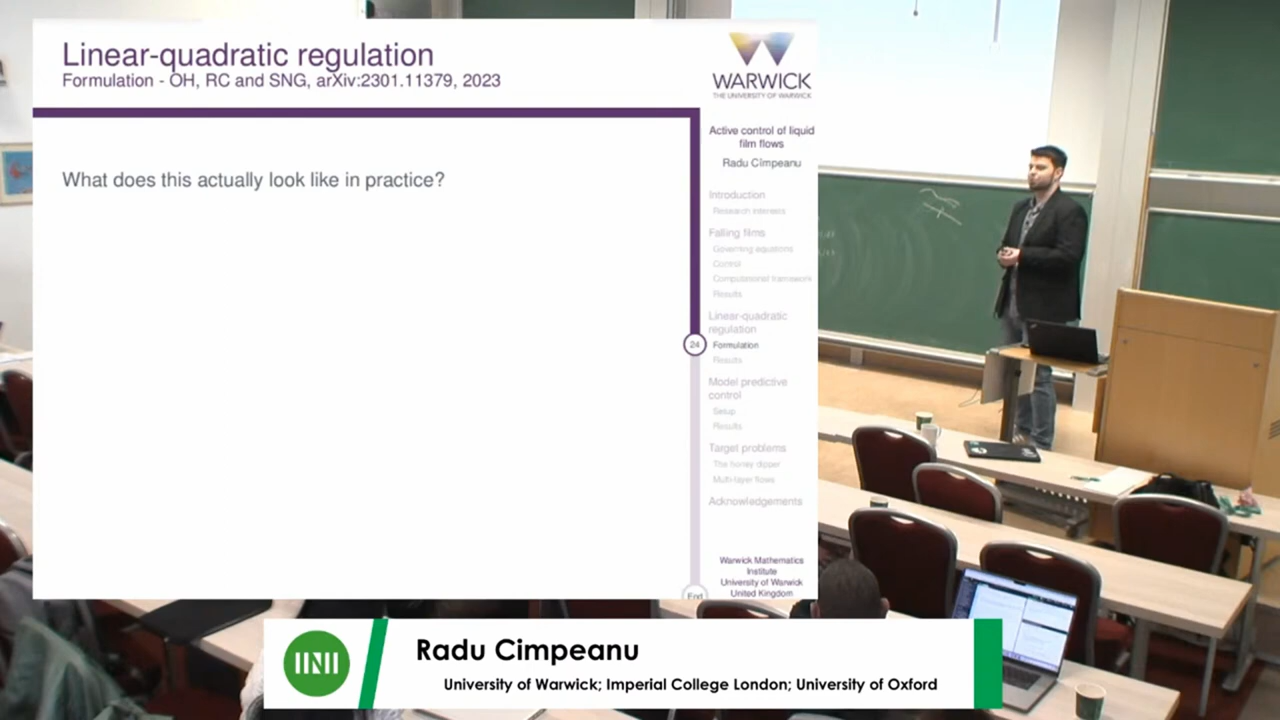 Linear-quadratic regulation
Formulation - OH, RC and SNG, arXiv:2301.11379, 2023
What does this actually look like in practice?
WARWICK
THE UNIVERSITY OF WARWICK
Active control of liquid
film flows
Radu Cimpeanu
Introduction
Research interests
Falling films
Governing equations
Control
Computational framework
Results
Linear-quadratic
regulation
24
Formulation
Results
Model predictive
control
Setup
Results
Target problems
The honey dipper
Multi-layer flows
Acknowledgements
Warwick Mathematics
Institute
University of Warwick
United Kingdom
End
Radu Cimpeanu
University of Warwick; Imperial College London; University of Oxford